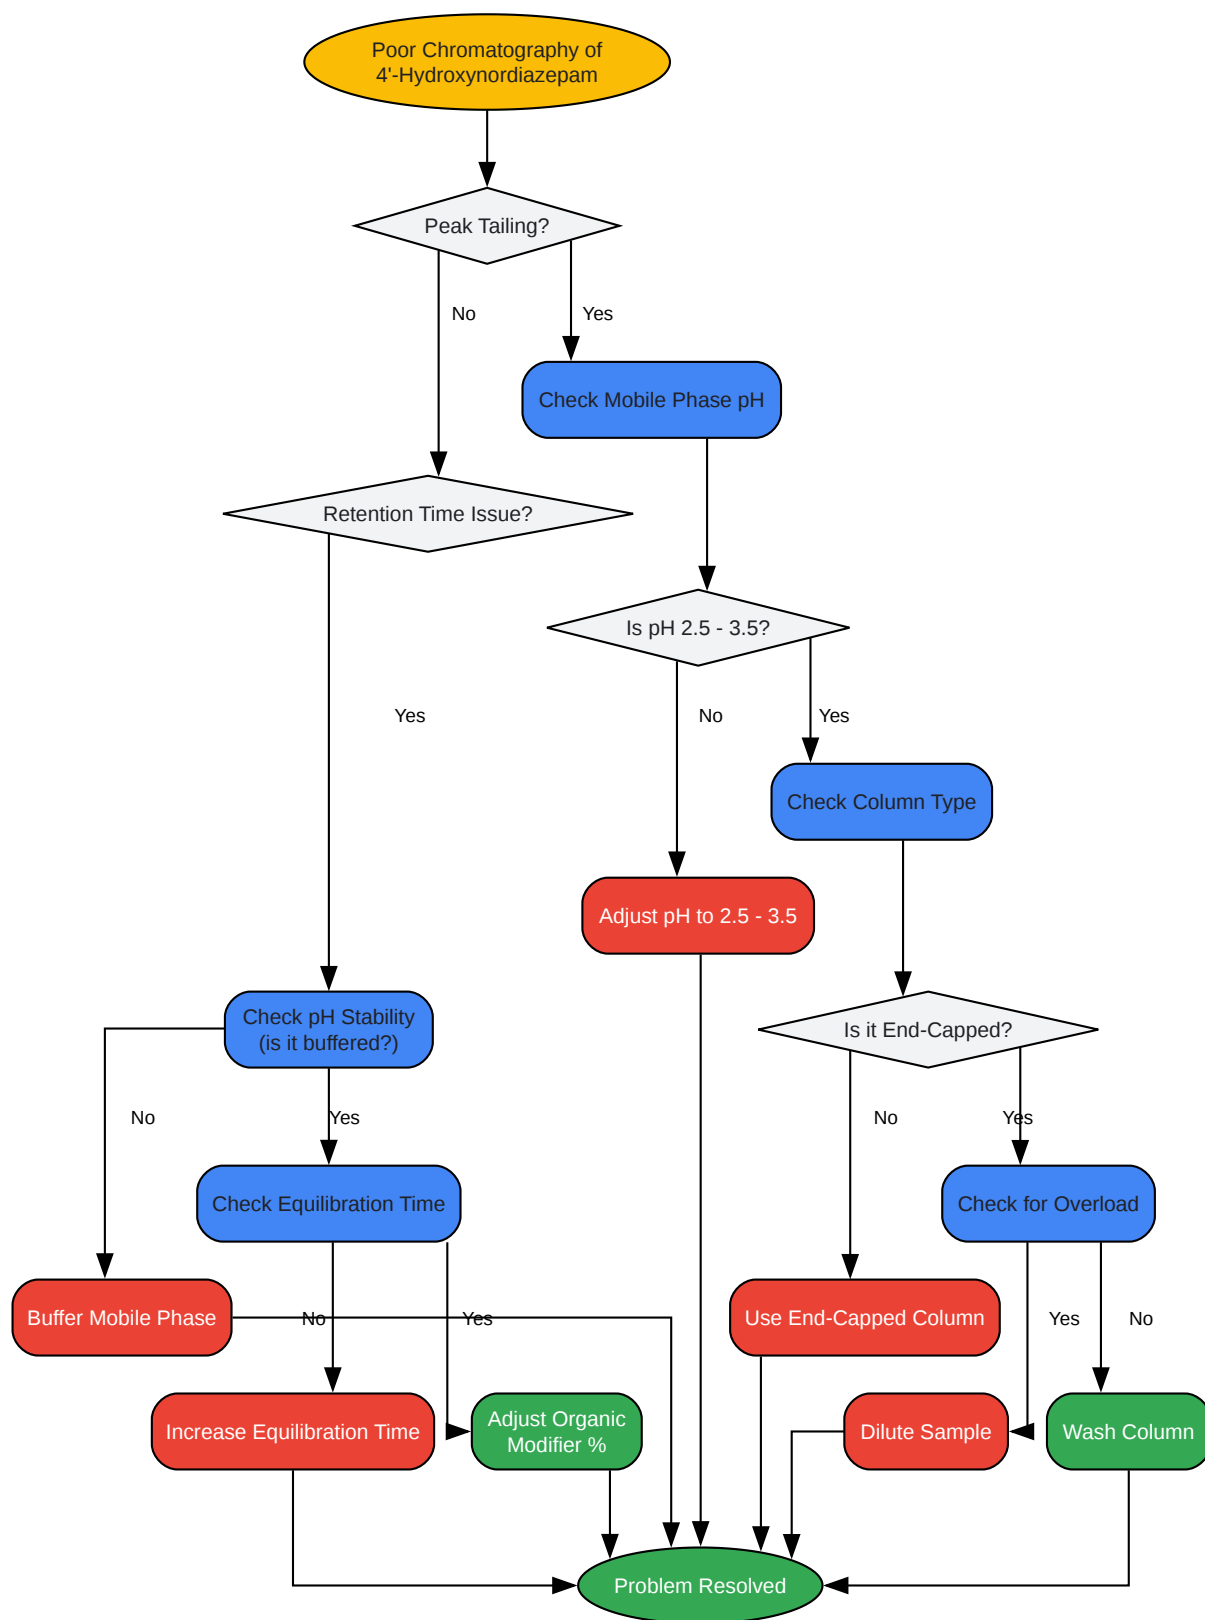 Poor Chromatography of
4'-Hydroxynordiazepam
Peak Tailing?
No
Yes
Check Mobile Phase pH
Retention Time Issue?
Is pH 2.5 - 3.5?
Yes
No
Yes
Check Column Type
Adjust pH to 2.5 - 3.5
Check pH Stability
(is it buffered?)
Is it End-Capped?
No
Yes
No
Yes
Check Equilibration Time
Check for Overload
Buffer Mobile Phase
No
Yes
Use End-Capped Column
Yes
No
Increase Equilibration Time
Adjust Organic
Modifier %
Dilute Sample
Wash Column
Problem Resolved